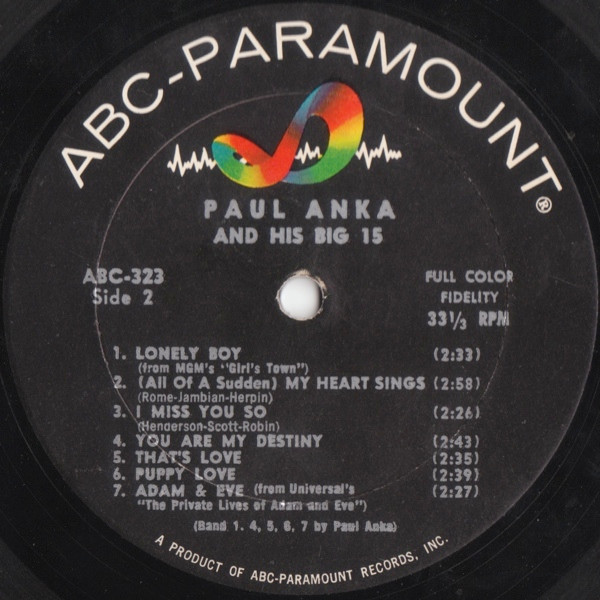 ABC-PARAMOUNT®
PAUL ANKA
AND HIS BIG 15
ABC-323
Side 2
FULL COLOR
FIDELITY
33 1/3 RPM
1. LONELY BOY (2:33)
(from MGM's "Girl's Town")
2. (All Of A Sudden) MY HEART SINGS (2:58)
(Rome-Jambian-Herpin)
3. I MISS YOU SO (2:26)
(Henderson-Scott-Robin)
4. YOU ARE MY DESTINY (2:43)
5. THAT'S LOVE (2:35)
6. PUPPY LOVE (2:39)
7. ADAM & EVE (from Universal's (2:27)
"The Private Lives of Adam and Eve")
(Band 1. 4, 5, 6, 7 by Paul Anka)
A PRODUCT OF ABC-PARAMOUNT RECORDS, INC.